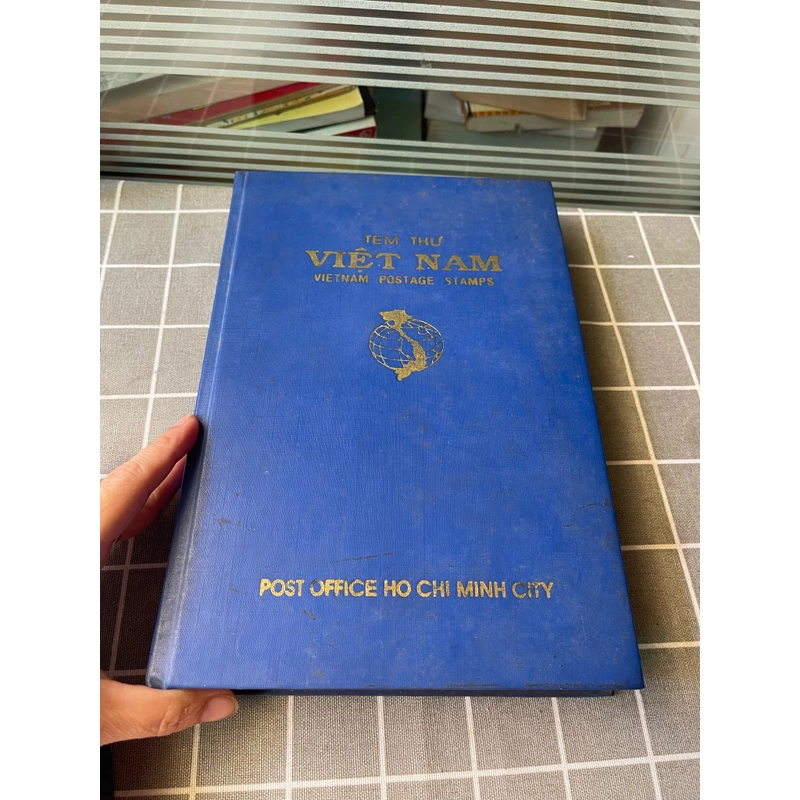 TEM THƯ
VIỆT NAM
VIETNAM POSTAGE STAMPS
POST OFFICE HO CHI MINH CITY